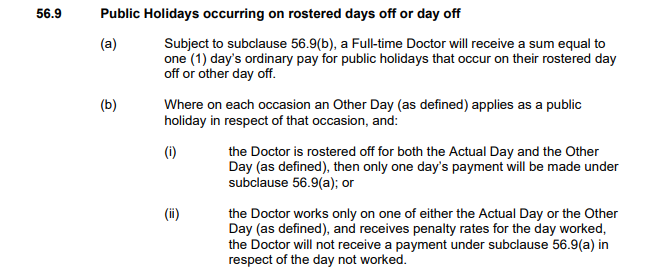 56.9 Public Holidays occurring on rostered days off or day off
(a) Subject to subclause 56.9(b), a Full-time Doctor will receive a sum equal to
one (1) day's ordinary pay for public holidays that occur on their rostered day
off or other day off.
(b) Where on each occasion an Other Day (as defined) applies as a public
holiday in respect of that occasion, and:
(i) the Doctor is rostered off for both the Actual Day and the Other
Day (as defined), then only one day's payment will be made under
subclause 56.9(a); or
(ii) the Doctor works only on one of either the Actual Day or the Other
Day (as defined), and receives penalty rates for the day worked,
the Doctor will not receive a payment under subclause 56.9(a) in
respect of the day not worked.